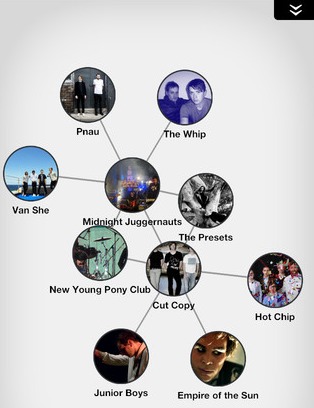 Pnau
The Whip
Van She
Midnight Juggernauts
The Presets
New Young Pony Club
Cut Copy
Hot Chip
Junior Boys
Empire of the Sun